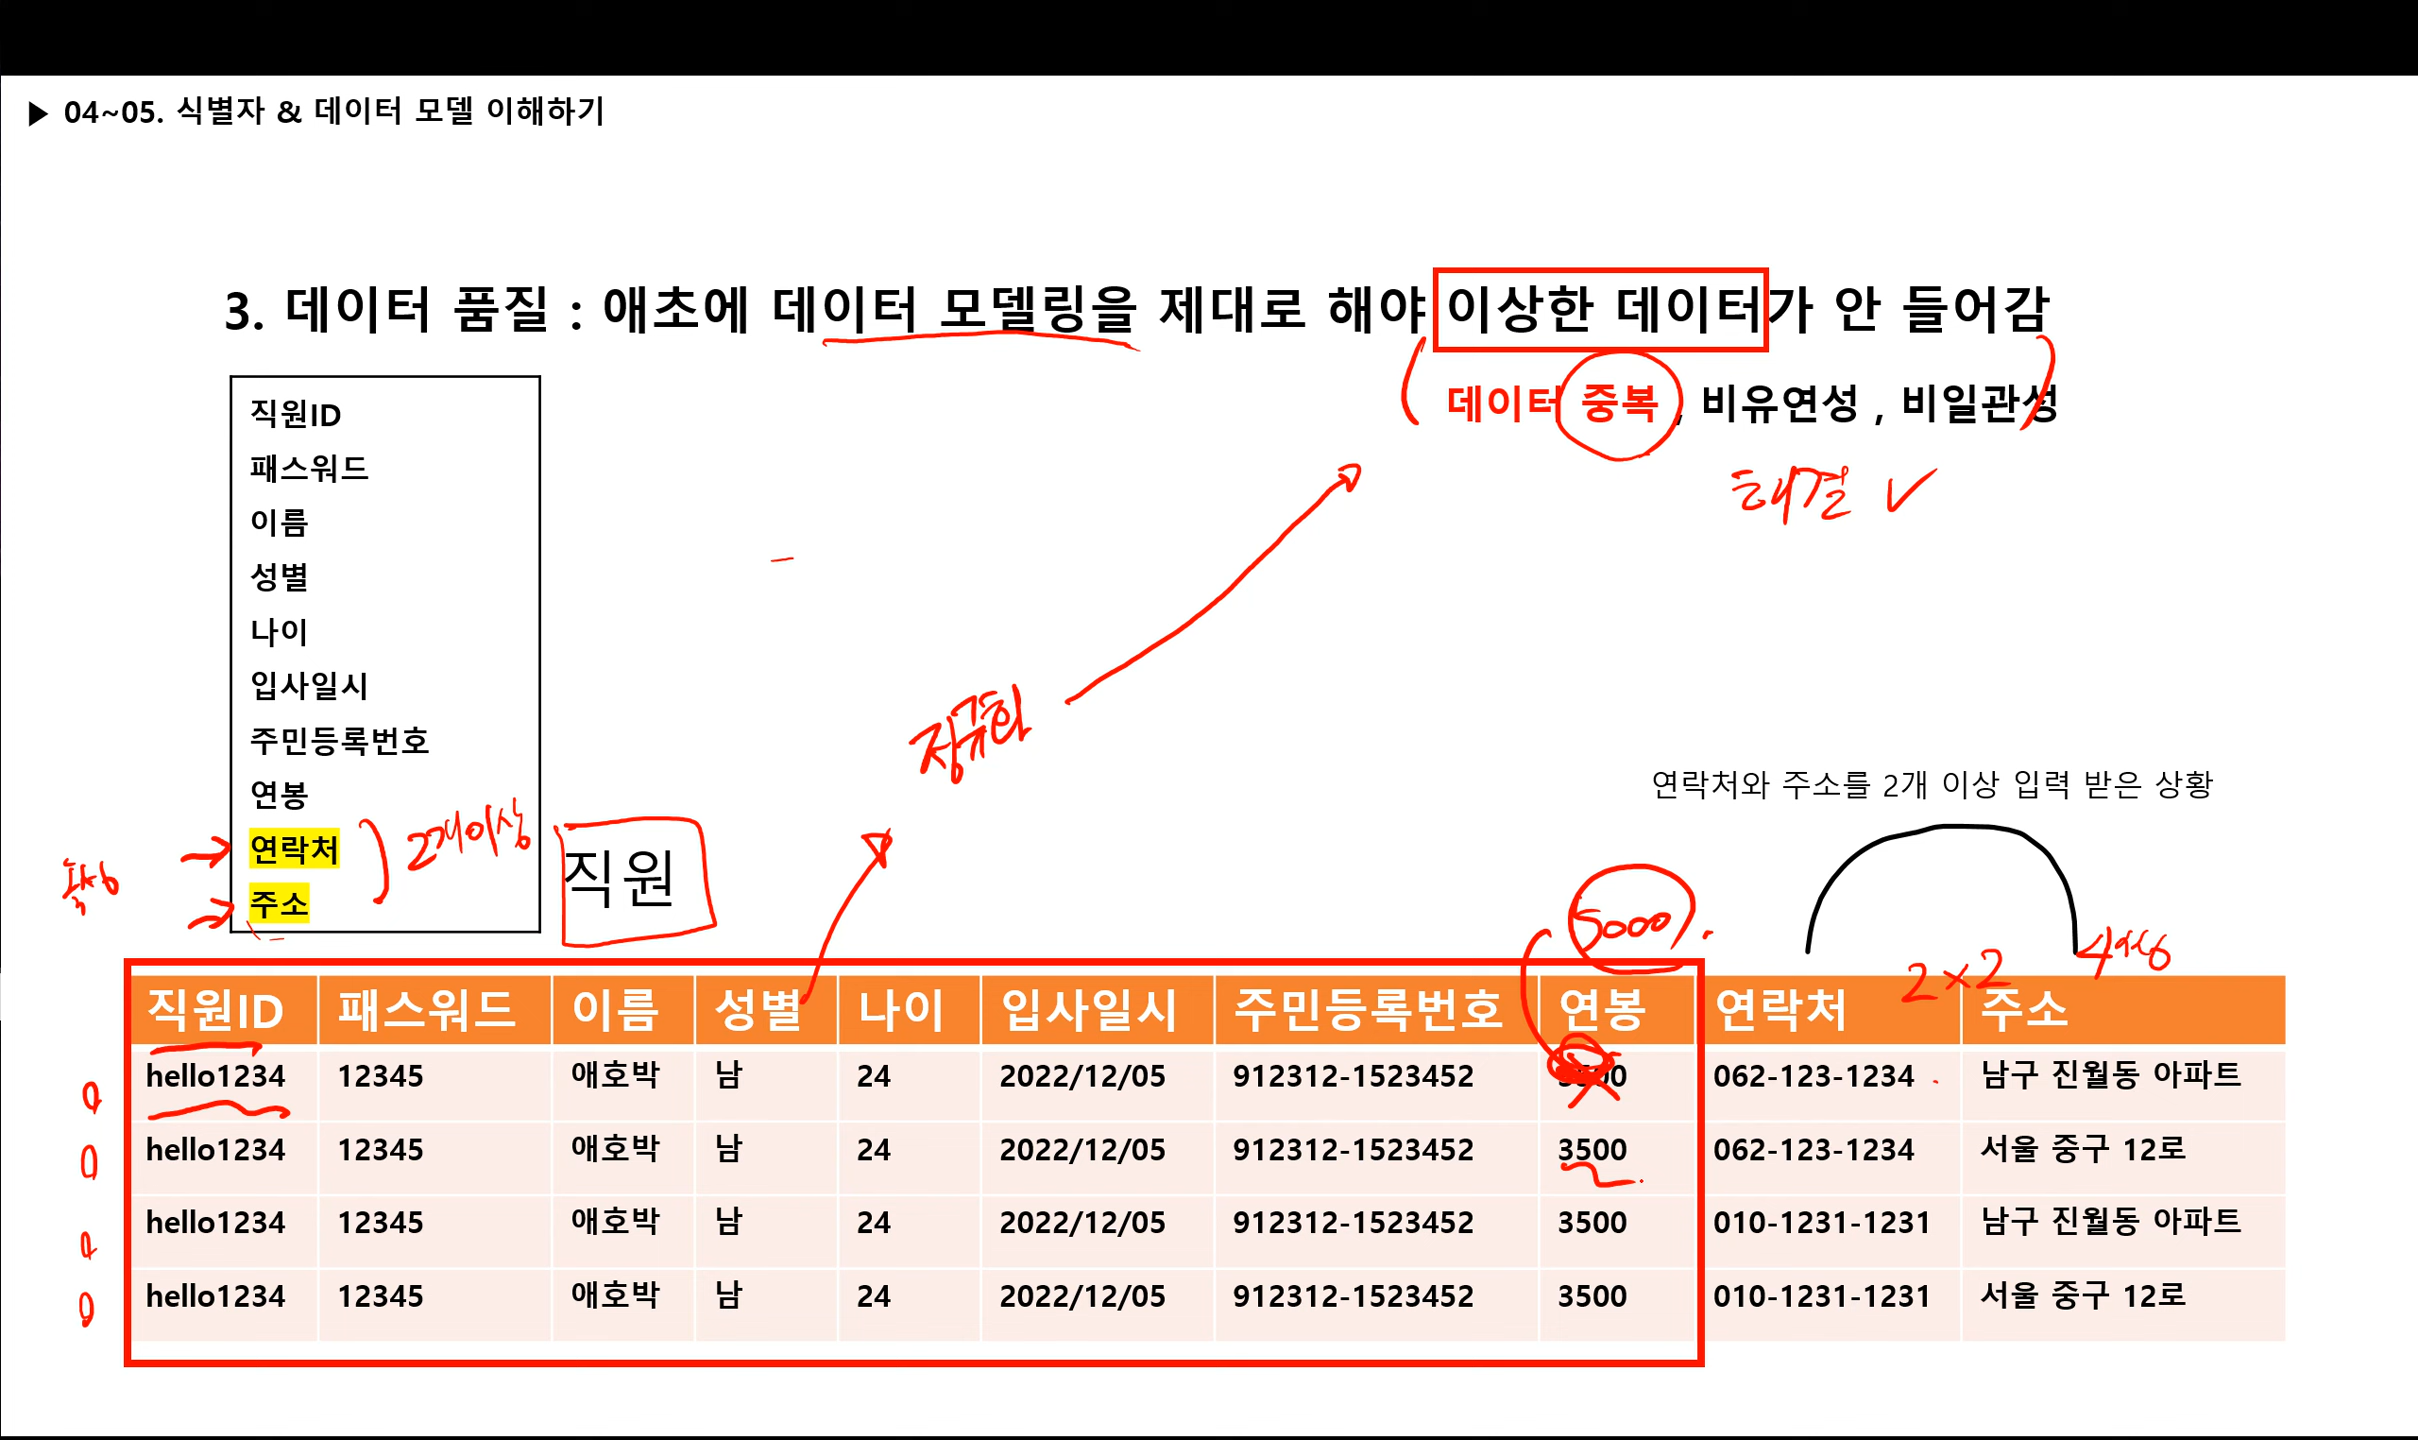 ▶ 04~05. 식별자 & 데이터 모델 이해하기
3. 데이터 품질 : 애초에 데이터 모델링을 제대로 해야 이상한 데이터가 안 들어감
데이터 중복 , 비유연성 , 비일관성
해결 ✓
직원ID
패스워드
이름
성별
나이
입사일시
주민등록번호
연봉
연락처
주소
2개이상
직원
정규화
연락처와 주소를 2개 이상 입력 받은 상황
5000
2×2
직원ID 패스워드 이름 성별 나이 입사일시 주민등록번호 연봉 연락처 주소
hello1234 12345 애호박 남 24 2022/12/05 912312-1523452 3500 062-123-1234 남구 진월동 아파트
hello1234 12345 애호박 남 24 2022/12/05 912312-1523452 3500 062-123-1234 서울 중구 12로
hello1234 12345 애호박 남 24 2022/12/05 912312-1523452 3500 010-1231-1231 남구 진월동 아파트
hello1234 12345 애호박 남 24 2022/12/05 912312-1523452 3500 010-1231-1231 서울 중구 12로